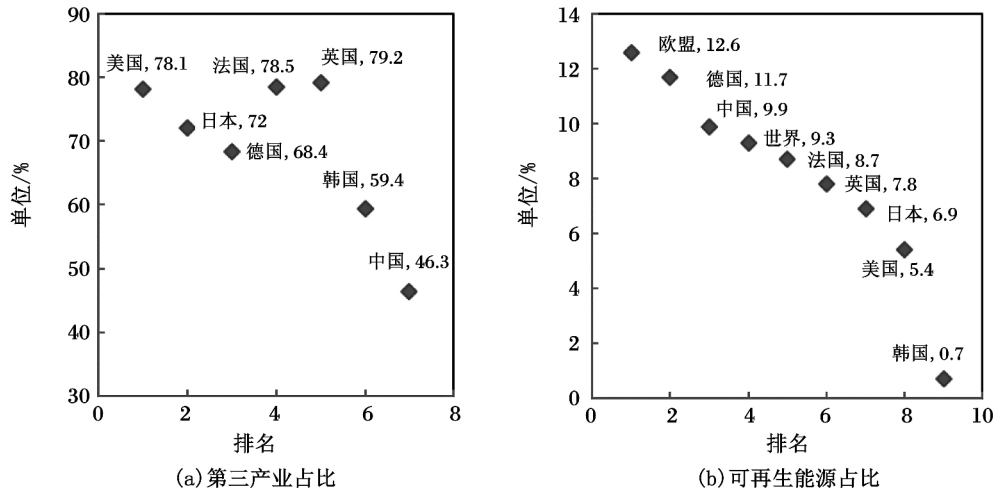 90
80
70
60
50
40
30
单位/%
美国, 78.1
法国, 78.5
英国, 79.2
日本, 72
德国, 68.4
韩国, 59.4
中国, 46.3
0
2
4
6
8
排名
(a)第三产业占比
14
12
10
8
6
4
2
0
单位/%
欧盟, 12.6
德国, 11.7
中国, 9.9
世界, 9.3
法国, 8.7
英国, 7.8
日本, 6.9
美国, 5.4
韩国, 0.7
0
2
4
6
8
10
排名
(b)可再生能源占比